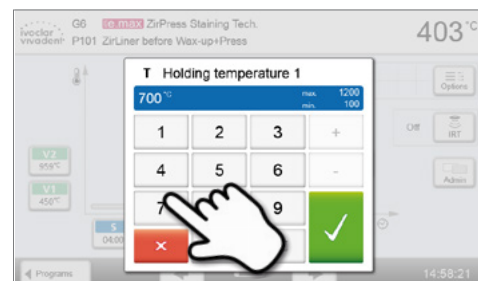 ivoclar
vivadent
G6 IPS e.max ZirPress Staining Tech.
P101 ZirLiner before Wax-up+Press
403°C
T Holding temperature 1
700°C
max. 1200
min. 100
1 2 3 +
4 5 6 -
7 9
Options
Off IRT
Admin
V2
959°C
V1
450°C
S
04:00
Programs
14:58:21